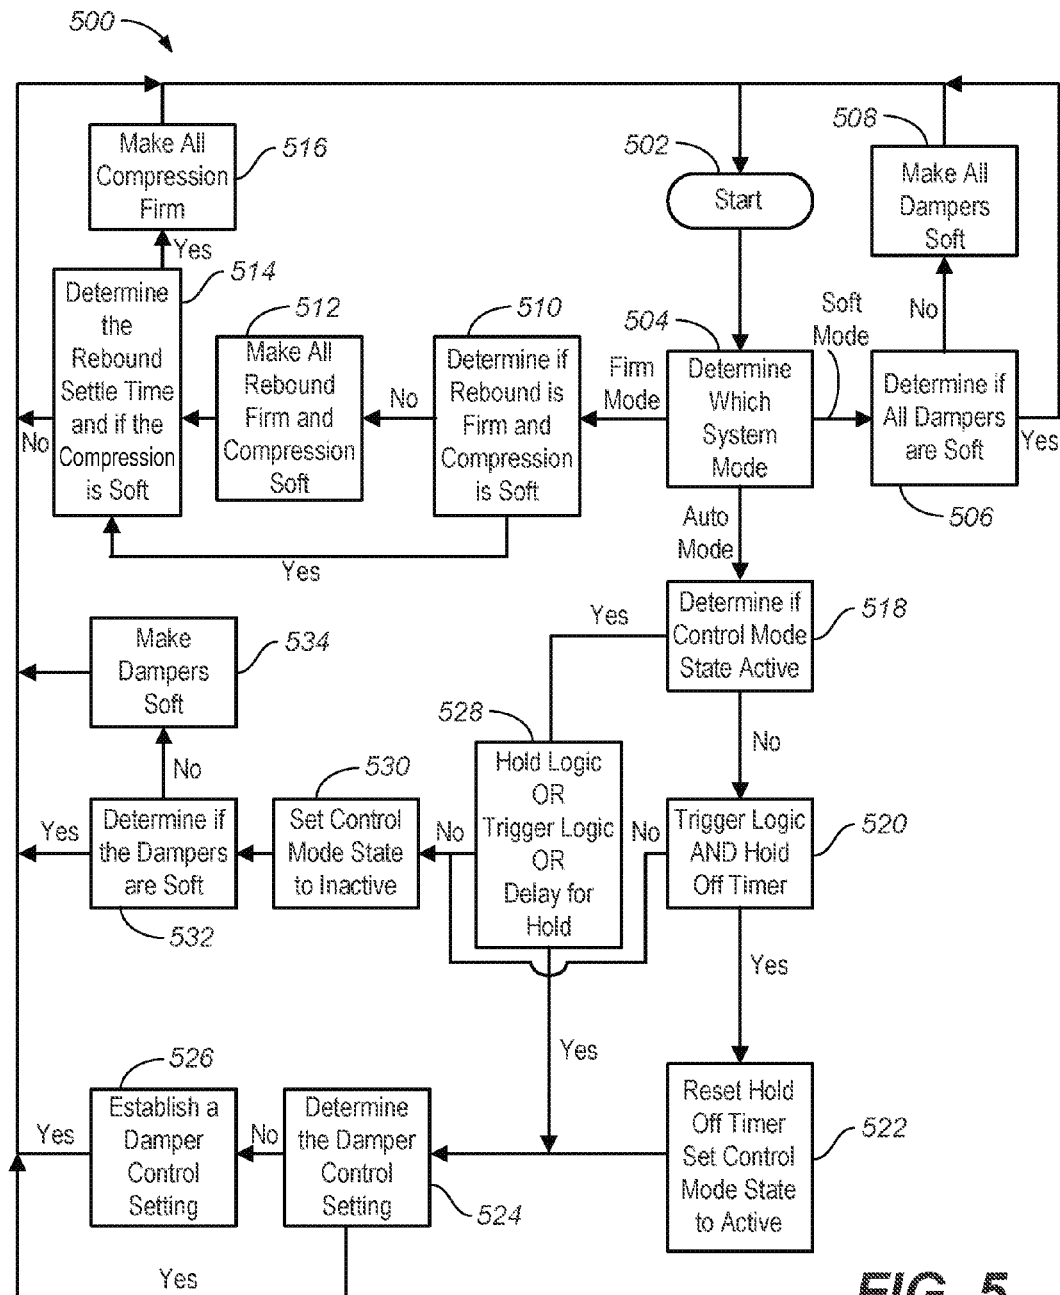 500
Make All
Compression
Firm
516
502
Start
508
Make All
Dampers
Soft
Yes
514
Determine
the
Rebound
Settle Time
and if the
Compression
is Soft
No
512
Make All
Rebound
Firm and
Compression
Soft
No
510
Determine if
Rebound is
Firm and
Compression
is Soft
Yes
Firm
Mode
504
Determine
Which
System
Mode
Soft
Mode
No
Determine if
All Dampers
are Soft
Yes
506
Auto
Mode
Determine if
Control Mode
State Active
518
Yes
No
Make
Dampers
Soft
534
No
528
Hold Logic
OR
Trigger Logic
OR
Delay for
Hold
530
Set Control
Mode State
to Inactive
No
No
Trigger Logic
AND Hold
Off Timer
520
Yes
Determine if
the Dampers
are Soft
532
Yes
Yes
526
Establish a
Damper
Control
Setting
Yes
No
Determine
the Damper
Control
Setting
524
Reset Hold
Off Timer
Set Control
Mode State
to Active
522
Yes
FIG. 5